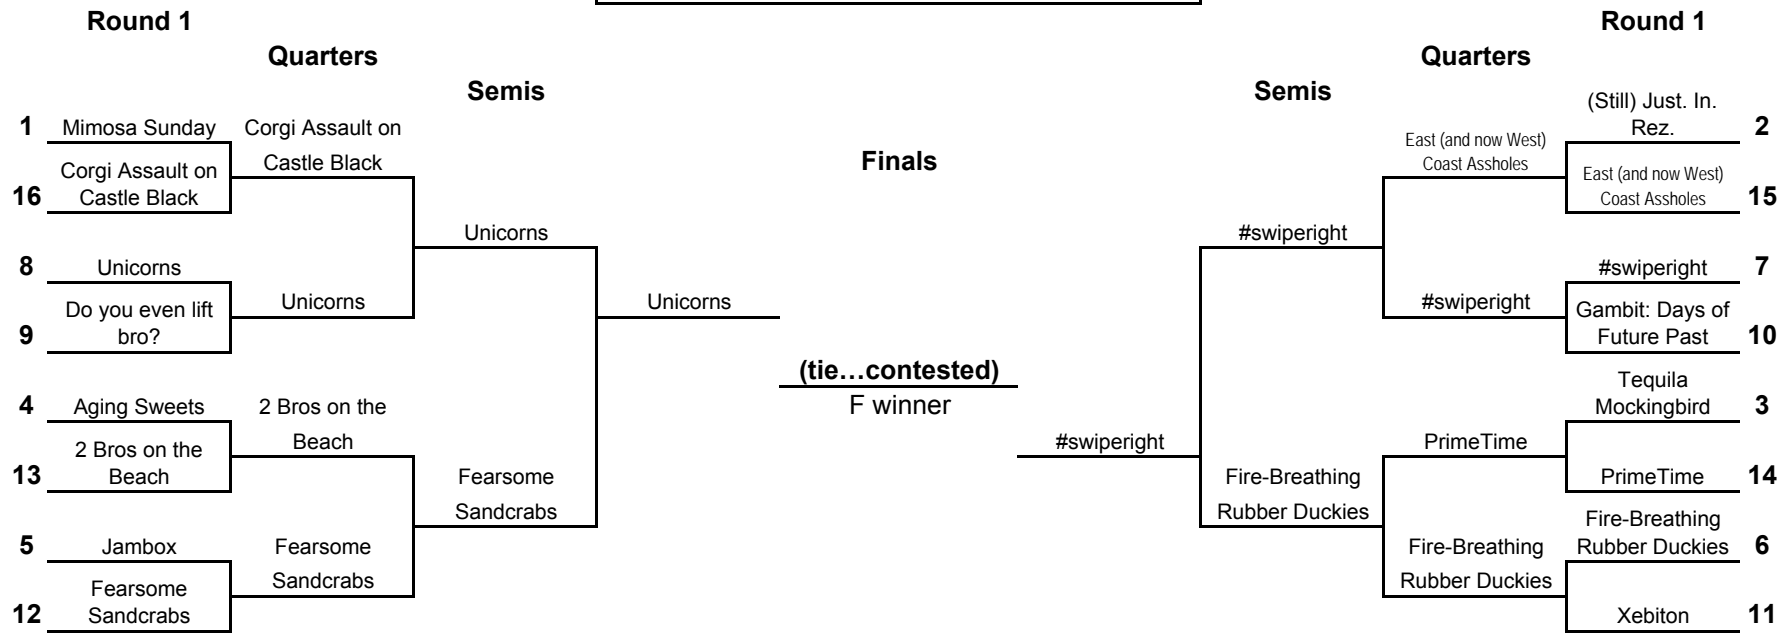 Round 1
Round 1
Quarters
Quarters
Semis
Semis
Finals
1
Mimosa Sunday
Corgi Assault on
Castle Black
16
Corgi Assault on
Castle Black
8
Unicorns
9
Do you even lift
bro?
Unicorns
Unicorns
4
Aging Sweets
13
2 Bros on the
Beach
2 Bros on the
Beach
5
Jambox
12
Fearsome
Sandcrabs
Fearsome
Sandcrabs
Fearsome
Sandcrabs
Unicorns
(tie…contested)
F winner
#swiperight
#swiperight
Fire-Breathing
Rubber Duckies
East (and now West)
Coast Assholes
#swiperight
PrimeTime
Fire-Breathing
Rubber Duckies
(Still) Just. In.
Rez.
2
East (and now West)
Coast Assholes
15
#swiperight
7
Gambit: Days of
Future Past
10
Tequila
Mockingbird
3
PrimeTime
14
Fire-Breathing
Rubber Duckies
6
Xebiton
11